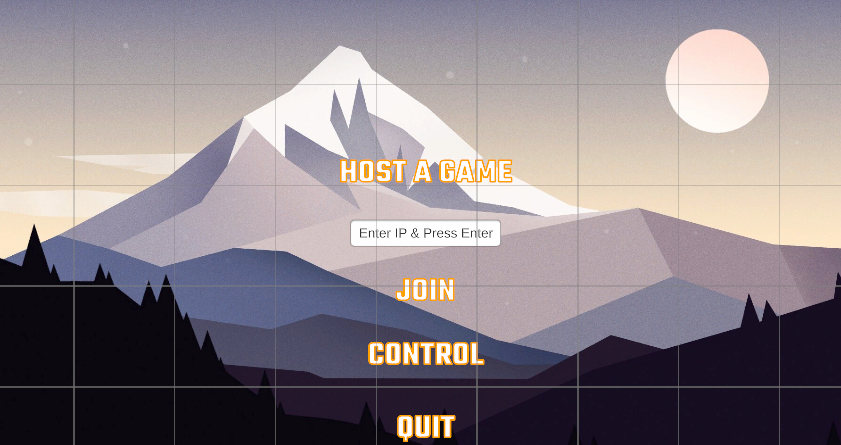 HOST A GAME
Enter IP & Press Enter
JOIN
CONTROL
QUIT